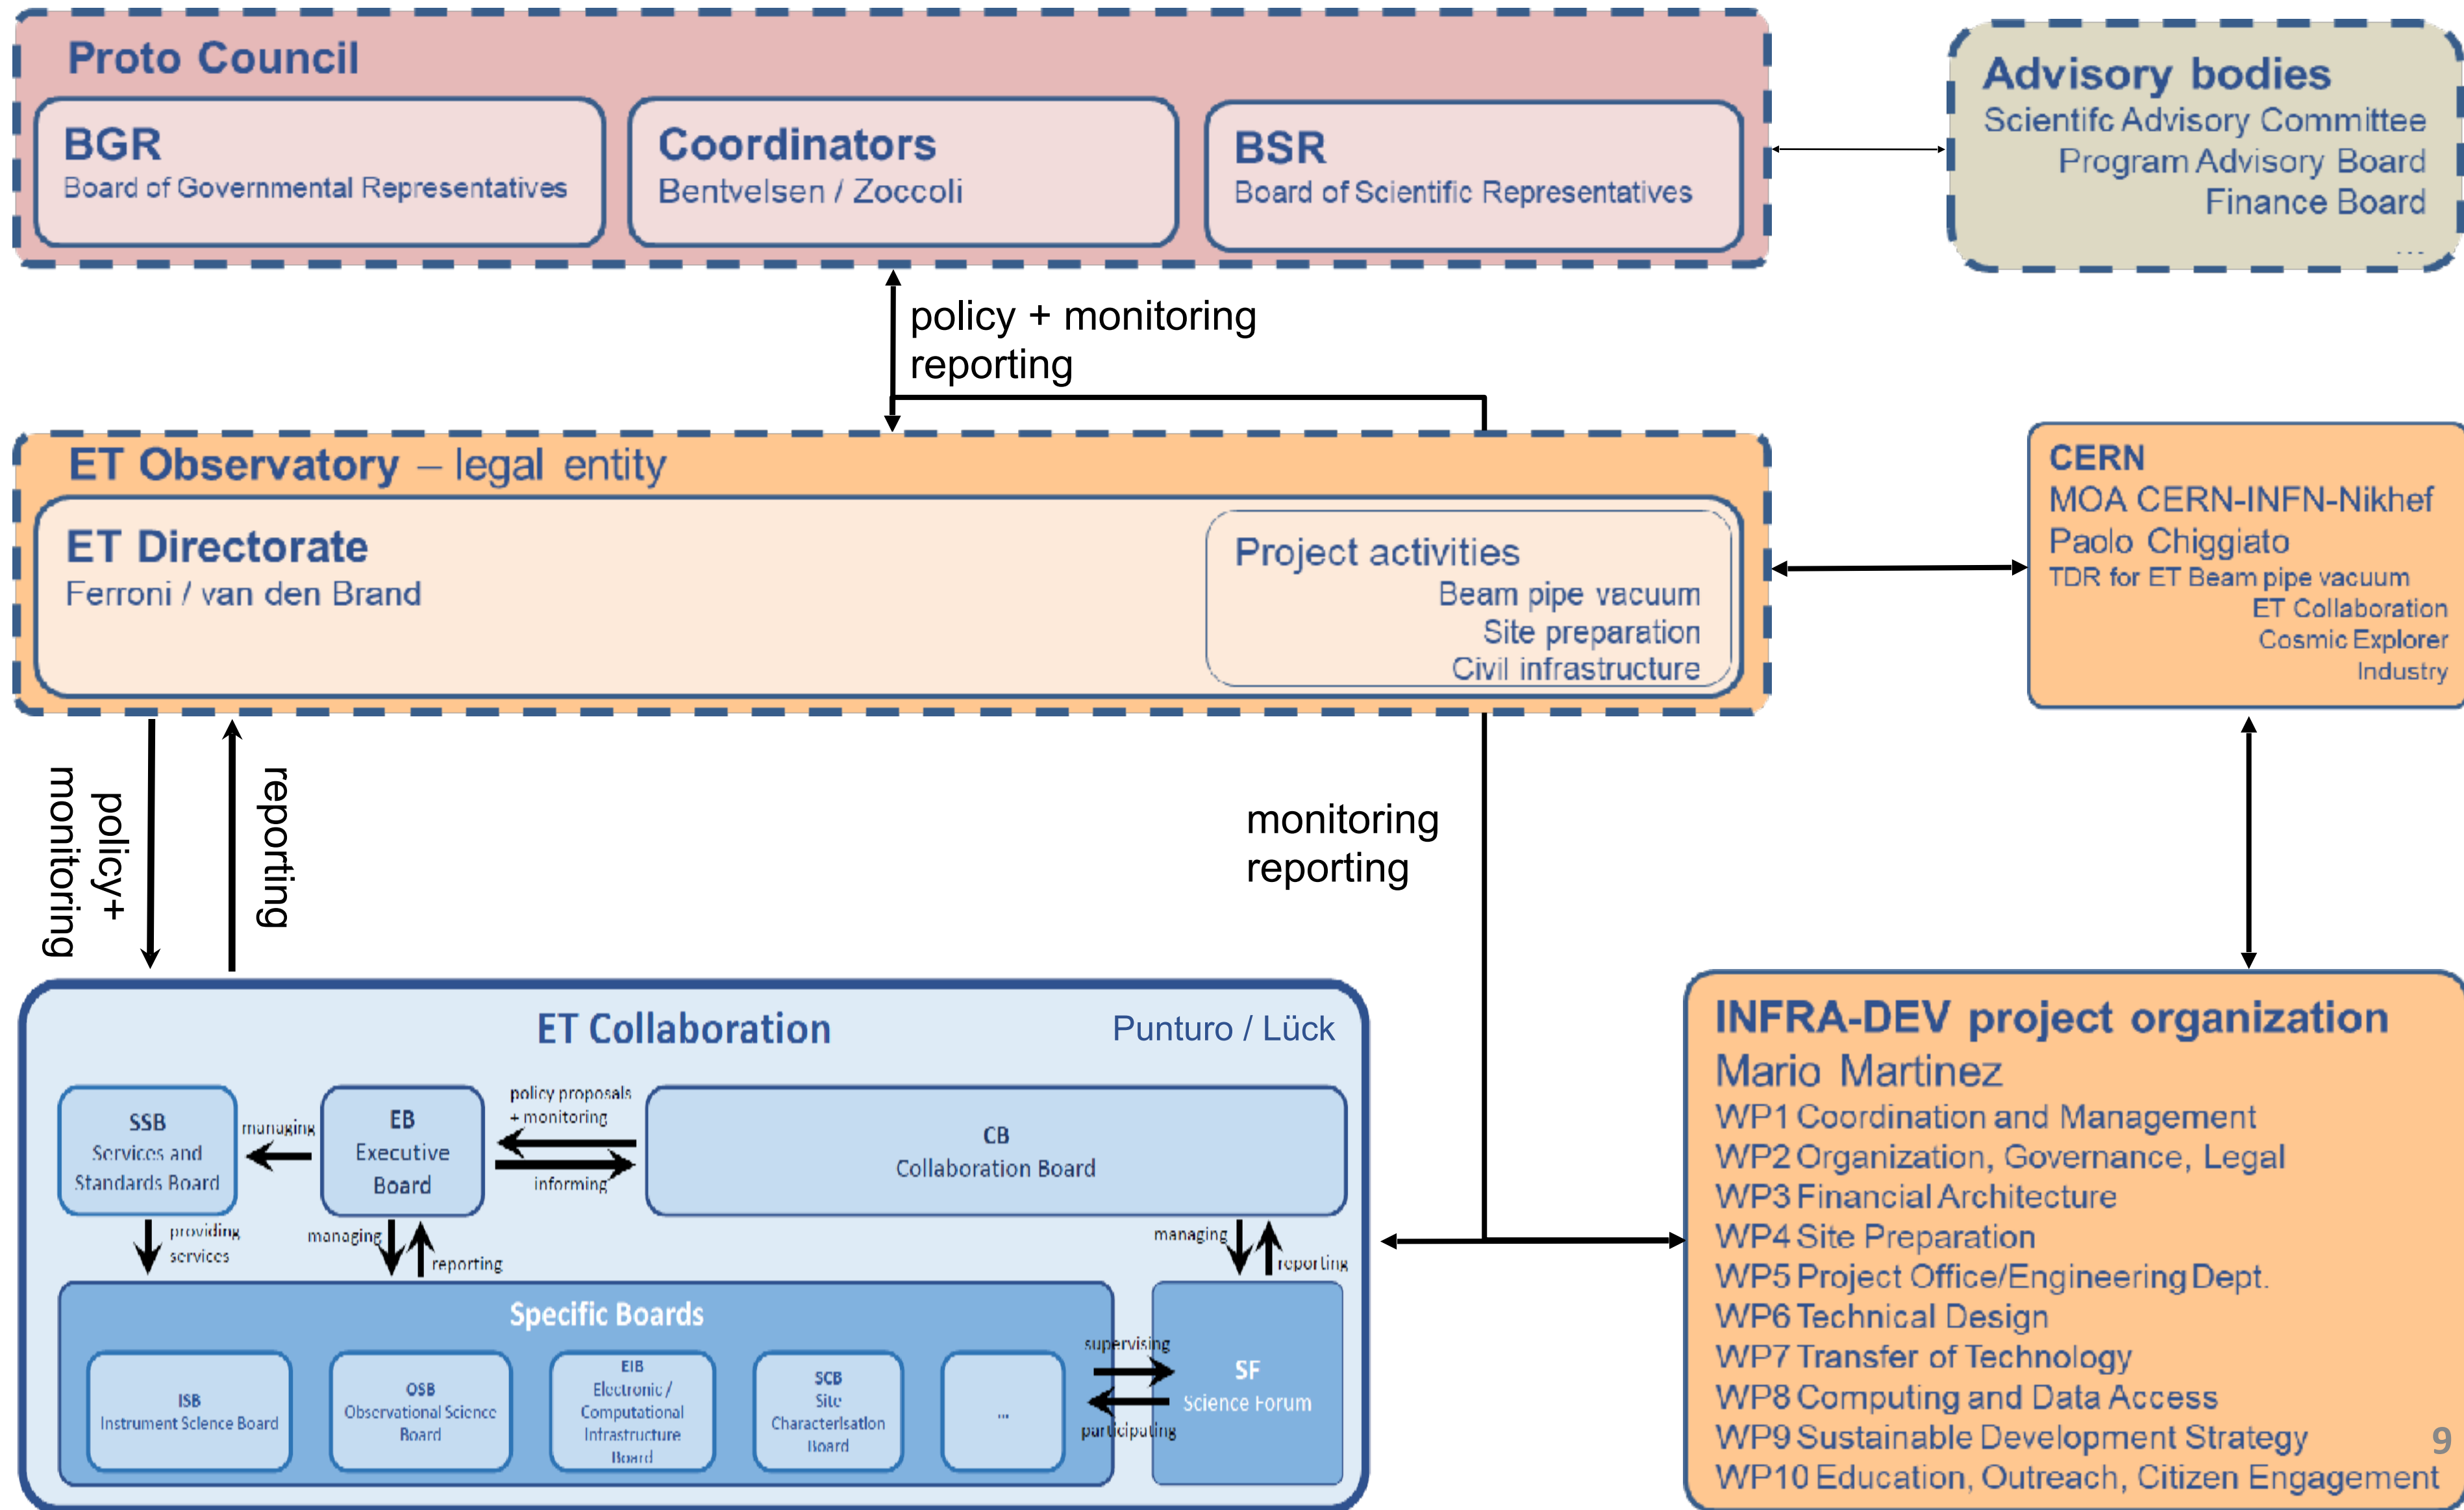 Proto Council
BGR
Board of Governmental Representatives
Coordinators
Bentvelsen / Zoccoli
BSR
Board of Scientific Representatives
Advisory bodies
Scientifc Advisory Committee
Program Advisory Board
Finance Board
...
policy + monitoring
reporting
ET Observatory – legal entity
ET Directorate
Ferroni / van den Brand
Project activities
Beam pipe vacuum
Site preparation
Civil infrastructure
CERN
MOA CERN-INFN-Nikhef
Paolo Chiggiato
TDR for ET Beam pipe vacuum
ET Collaboration
Cosmic Explorer
Industry
policy+
monitoring
reporting
monitoring
reporting
ET Collaboration
Punturo / Lück
SSB
Services and
Standards Board
managing
EB
Executive
Board
policy proposals
+ monitoring
informing
CB
Collaboration Board
providing
services
managing
reporting
managing
reporting
Specific Boards
ISB
Instrument Science Board
OSB
Observational Science
Board
EIB
Electronic /
Computational
Infrastructure
Board
SCB
Site
Characterisation
Board
...
supervising
participating
SF
Science Forum
INFRA-DEV project organization
Mario Martinez
WP1 Coordination and Management
WP2 Organization, Governance, Legal
WP3 Financial Architecture
WP4 Site Preparation
WP5 Project Office/Engineering Dept.
WP6 Technical Design
WP7 Transfer of Technology
WP8 Computing and Data Access
WP9 Sustainable Development Strategy
WP10 Education, Outreach, Citizen Engagement
9